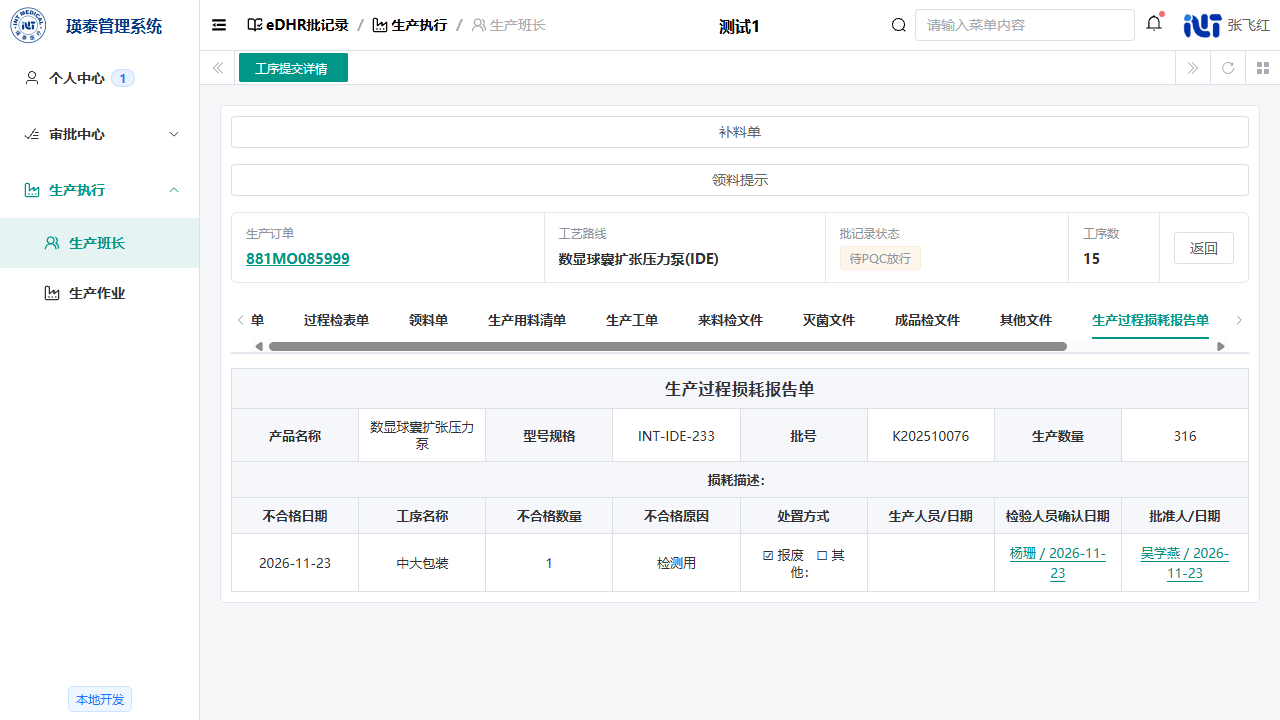 瑛泰管理系统
eDHR批记录 / 生产执行 / 生产班长
测试1
请输入菜单内容
张飞红
工序提交详情
个人中心 1
审批中心
生产执行
生产班长
生产作业
本地开发
补料单
领料提示
生产订单
881MO085999
工艺路线
数显球囊扩张压力泵(IDE)
批记录状态
待PQC放行
工序数
15
返回
单 过程检表单 领料单 生产用料清单 生产工单 来料检文件 灭菌文件 成品检文件 其他文件 生产过程损耗报告单
生产过程损耗报告单
产品名称 数显球囊扩张压力泵 型号规格 INT-IDE-233 批号 K202510076 生产数量 316
损耗描述:
不合格日期 工序名称 不合格数量 不合格原因 处置方式 生产人员/日期 检验人员确认日期 批准人/日期
2026-11-23 中大包装 1 检测用 ☑ 报废 ☐ 其他: 杨珊 / 2026-11-23 吴学燕 / 2026-11-23